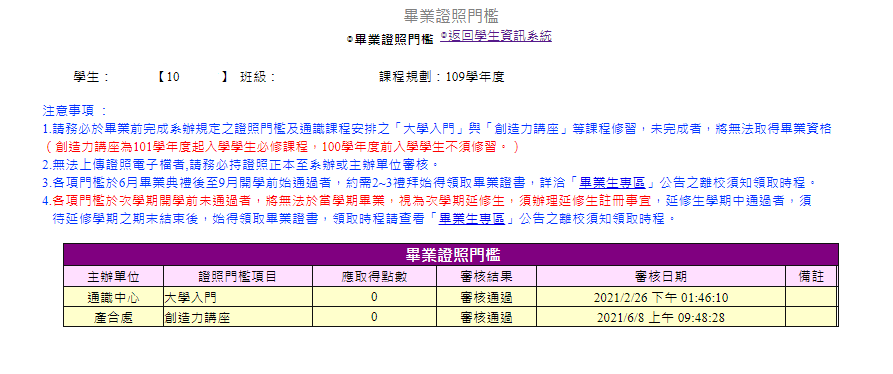 畢業證照門檻
⊙畢業證照門檻 ⊙返回學生資訊系統
學生： 【10 】 班級： 課程規劃：109學年度
注意事項 ：
1.請務必於畢業前完成系辦規定之證照門檻及通識課程安排之「大學入門」與「創造力講座」等課程修習，未完成者，將無法取得畢業資格
（創造力講座為101學年度起入學學生必修課程，100學年度前入學學生不須修習。）
2.無法上傳證照電子檔者,請務必持證照正本至系辦或主辦單位審核。
3.各項門檻於6月畢業典禮後至9月開學前始通過者，約需2~3禮拜始得領取畢業證書，詳洽「畢業生專區」公告之離校須知領取時程。
4.各項門檻於次學期開學前未通過者，將無法於當學期畢業，視為次學期延修生，須辦理延修生註冊事宜，延修生學期中通過者，須
待延修學期之期末結束後，始得領取畢業證書，領取時程請查看「畢業生專區」公告之離校須知領取時程。
畢業證照門檻
主辦單位 證照門檻項目 應取得點數 審核結果 審核日期 備註
通識中心 大學入門 0 審核通過 2021/2/26 下午 01:46:10
產合處 創造力講座 0 審核通過 2021/6/8 上午 09:48:28